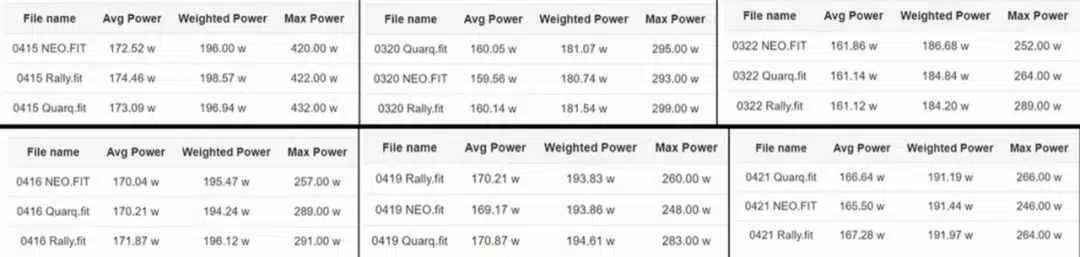 File name Avg Power Weighted Power Max Power
0415 NEO.FIT 172.52 w 196.00 w 420.00 w
0415 Rally.fit 174.46 w 198.57 w 422.00 w
0415 Quarq.fit 173.09 w 196.94 w 432.00 w
File name Avg Power Weighted Power Max Power
0320 Quarq.fit 160.05 w 181.07 w 295.00 w
0320 NEO.FIT 159.56 w 180.74 w 293.00 w
0320 Rally.fit 160.14 w 181.54 w 299.00 w
File name Avg Power Weighted Power Max Power
0322 NEO.FIT 161.86 w 186.68 w 252.00 w
0322 Quarq.fit 161.14 w 184.84 w 264.00 w
0322 Rally.fit 161.12 w 184.20 w 289.00 w
File name Avg Power Weighted Power Max Power
0416 NEO.FIT 170.04 w 195.47 w 257.00 w
0416 Quarq.fit 170.21 w 194.24 w 289.00 w
0416 Rally.fit 171.87 w 196.12 w 291.00 w
File name Avg Power Weighted Power Max Power
0419 Rally.fit 170.21 w 193.83 w 260.00 w
0419 NEO.fit 169.17 w 193.86 w 248.00 w
0419 Quarq.fit 170.87 w 194.61 w 283.00 w
File name Avg Power Weighted Power Max Power
0421 Quarq.fit 166.64 w 191.19 w 266.00 w
0421 NEO.FIT 165.50 w 191.44 w 246.00 w
0421 Rally.fit 167.28 w 191.97 w 264.00 w